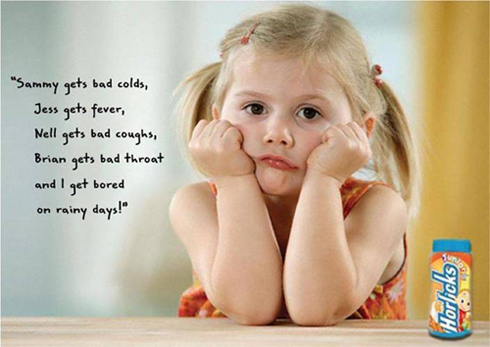 "Sammy gets bad colds,
Jess gets fever,
Nell gets bad coughs,
Brian gets bad throat
and I get bored
on rainy days!"
Junior
Horlicks